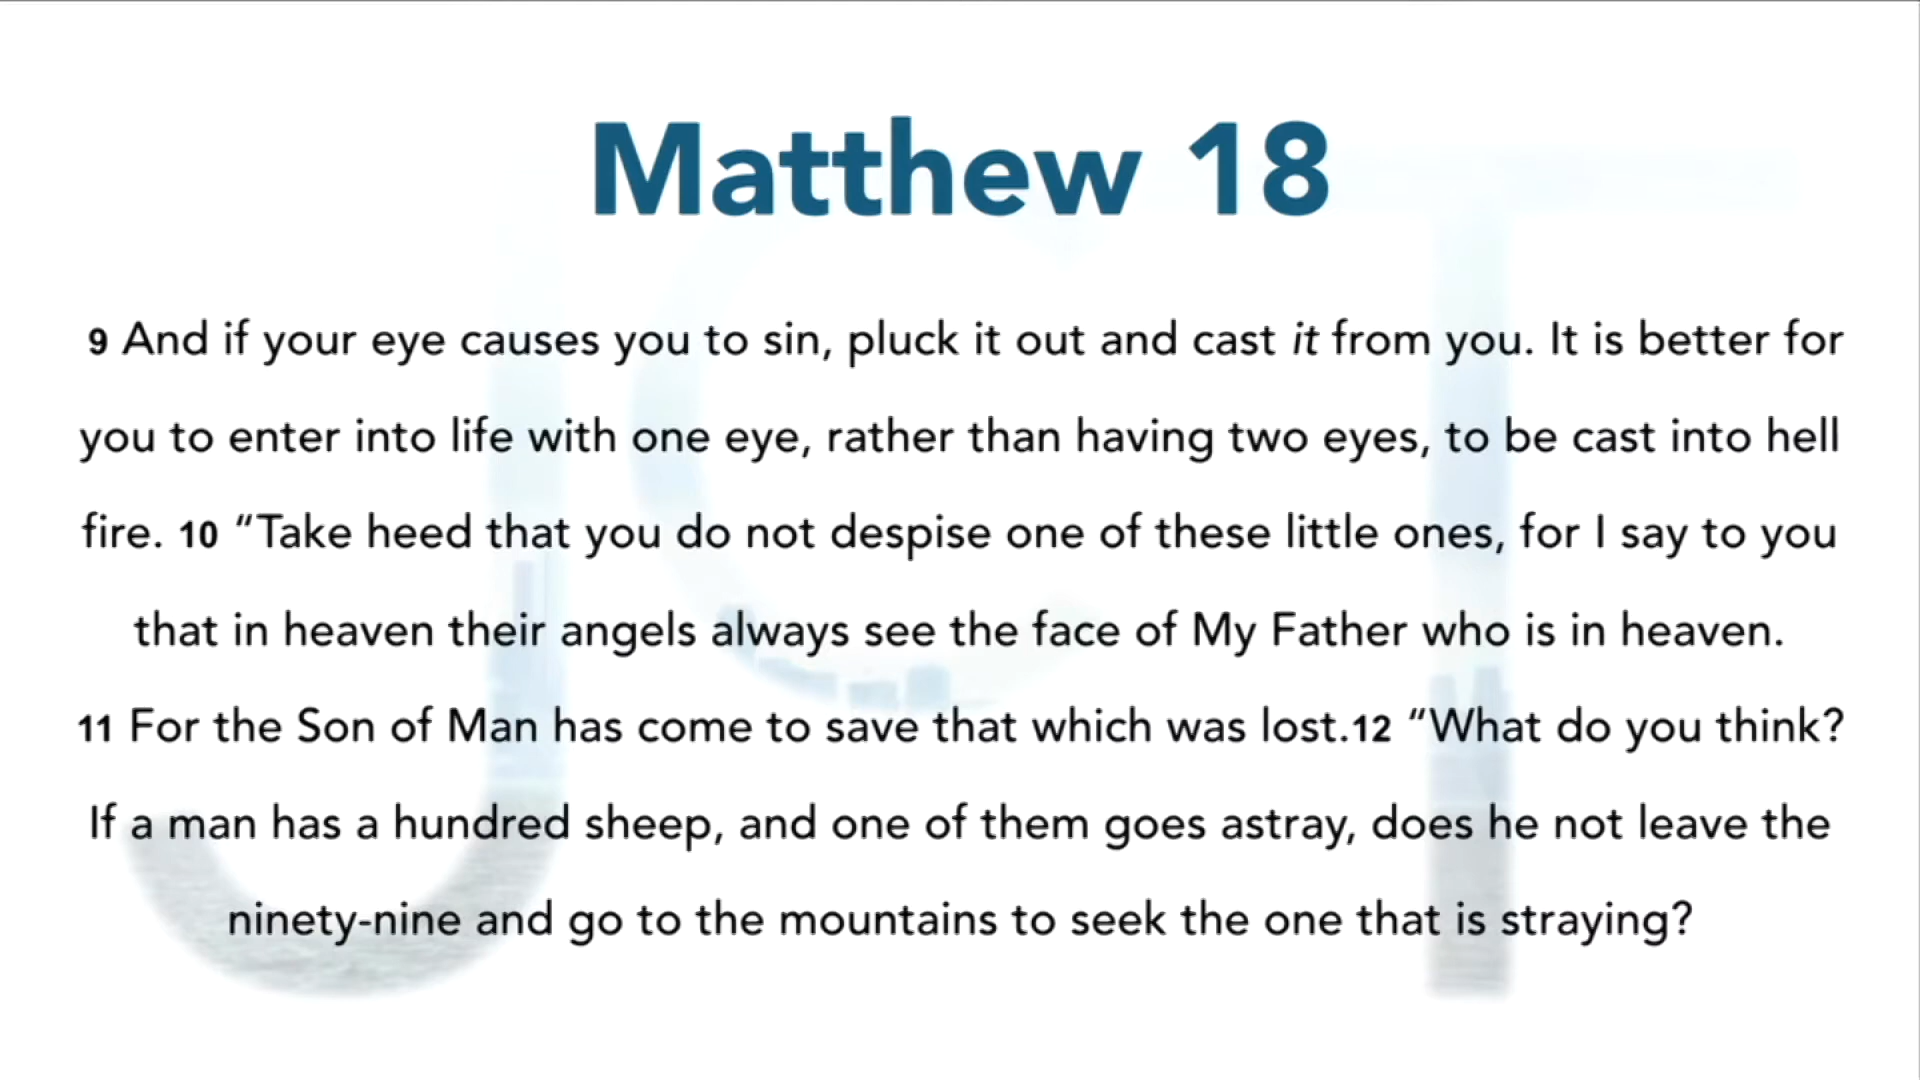 Matthew 18
9 And if your eye causes you to sin, pluck it out and cast it from you. It is better for
you to enter into life with one eye, rather than having two eyes, to be cast into hell
fire. 10 “Take heed that you do not despise one of these little ones, for I say to you
that in heaven their angels always see the face of My Father who is in heaven.
11 For the Son of Man has come to save that which was lost.12 “What do you think?
If a man has a hundred sheep, and one of them goes astray, does he not leave the
ninety-nine and go to the mountains to seek the one that is straying?
JCT